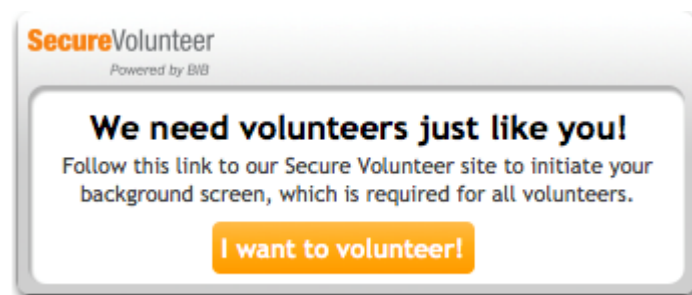 SecureVolunteer
Powered by BIB
We need volunteers just like you!
Follow this link to our Secure Volunteer site to initiate your
background screen, which is required for all volunteers.
I want to volunteer!